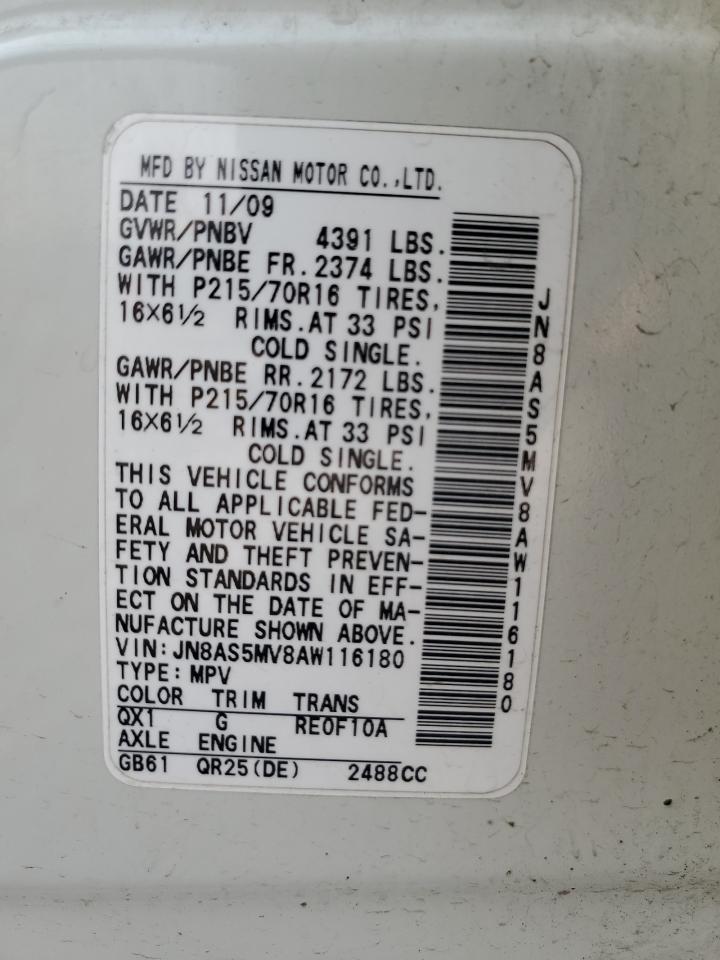 MFD BY NISSAN MOTOR CO.,LTD.
DATE 11/09
GVWR/PNBV 4391 LBS.
GAWR/PNBE FR.2374 LBS.
WITH P215/70R16 TIRES,
16X6½ RIMS.AT 33 PSI
COLD SINGLE.
GAWR/PNBE RR.2172 LBS.
WITH P215/70R16 TIRES,
16X6½ RIMS.AT 33 PSI
COLD SINGLE.
THIS VEHICLE CONFORMS
TO ALL APPLICABLE FED-
ERAL MOTOR VEHICLE SA-
FETY AND THEFT PREVEN-
TION STANDARDS IN EFF-
ECT ON THE DATE OF MA-
NUFACTURE SHOWN ABOVE.
VIN:JN8AS5MV8AW116180
TYPE:MPV
COLOR TRIM TRANS
QX1 G RE0F10A
AXLE ENGINE
GB61 QR25(DE) 2488CC
JN8AS5MV8AW116180